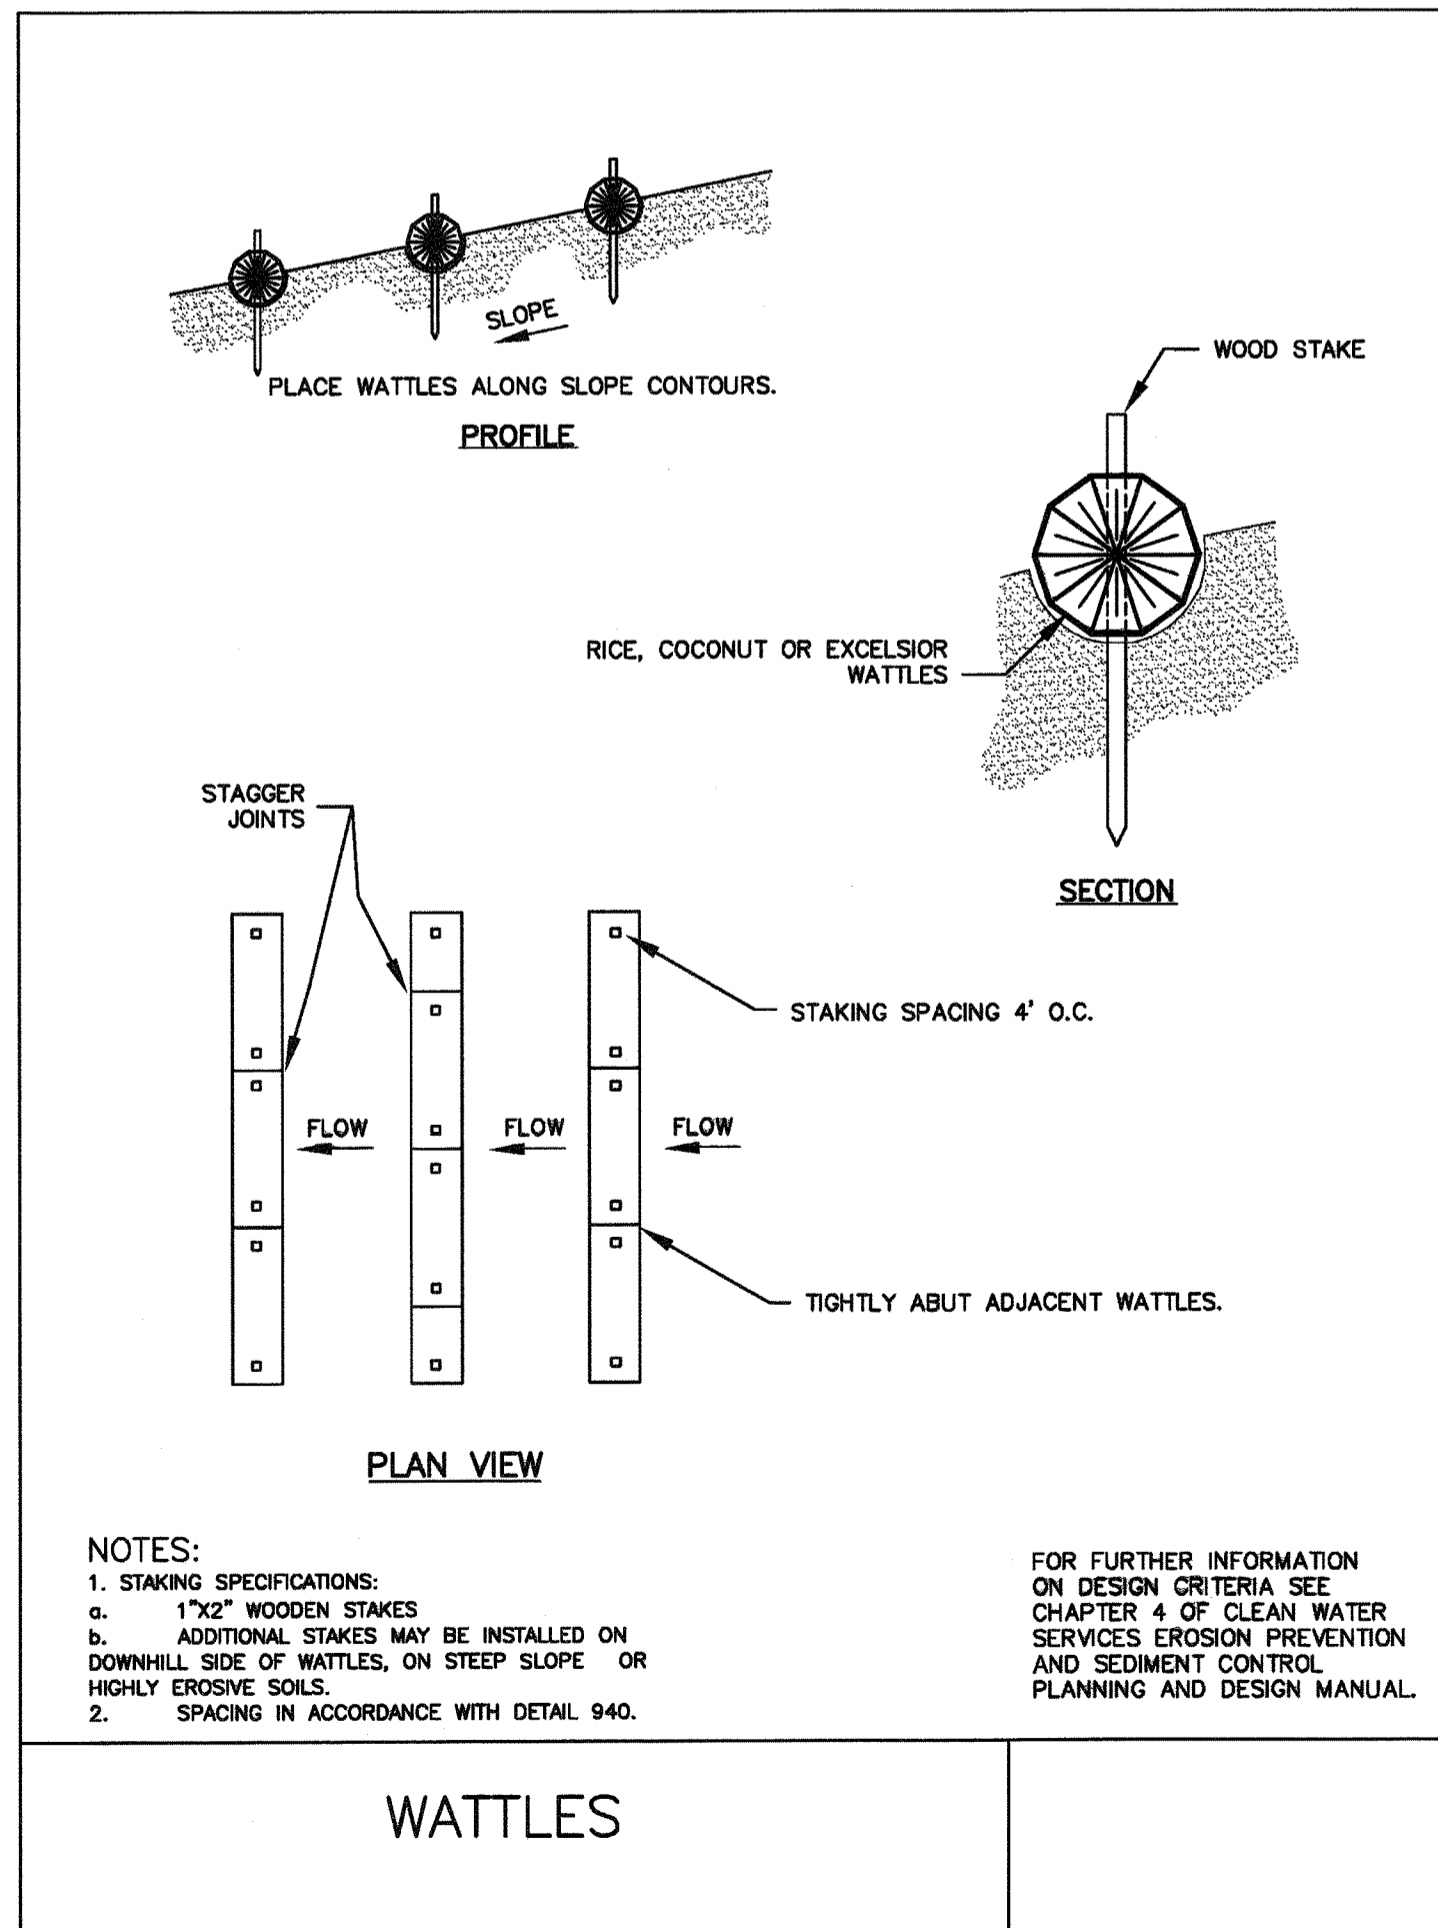 SLOPE
PLACE WATTLES ALONG SLOPE CONTOURS.
PROFILE
WOOD STAKE
RICE, COCONUT OR EXCELSIOR
WATTLES
SECTION
STAGGER
JOINTS
STAKING SPACING 4' O.C.
FLOW
FLOW
FLOW
TIGHTLY ABUT ADJACENT WATTLES.
PLAN VIEW
NOTES:
1. STAKING SPECIFICATIONS:
a. 1"X2" WOODEN STAKES
b. ADDITIONAL STAKES MAY BE INSTALLED ON
DOWNHILL SIDE OF WATTLES, ON STEEP SLOPE OR
HIGHLY EROSIVE SOILS.
2. SPACING IN ACCORDANCE WITH DETAIL 940.
FOR FURTHER INFORMATION
ON DESIGN CRITERIA SEE
CHAPTER 4 OF CLEAN WATER
SERVICES EROSION PREVENTION
AND SEDIMENT CONTROL
PLANNING AND DESIGN MANUAL.
WATTLES